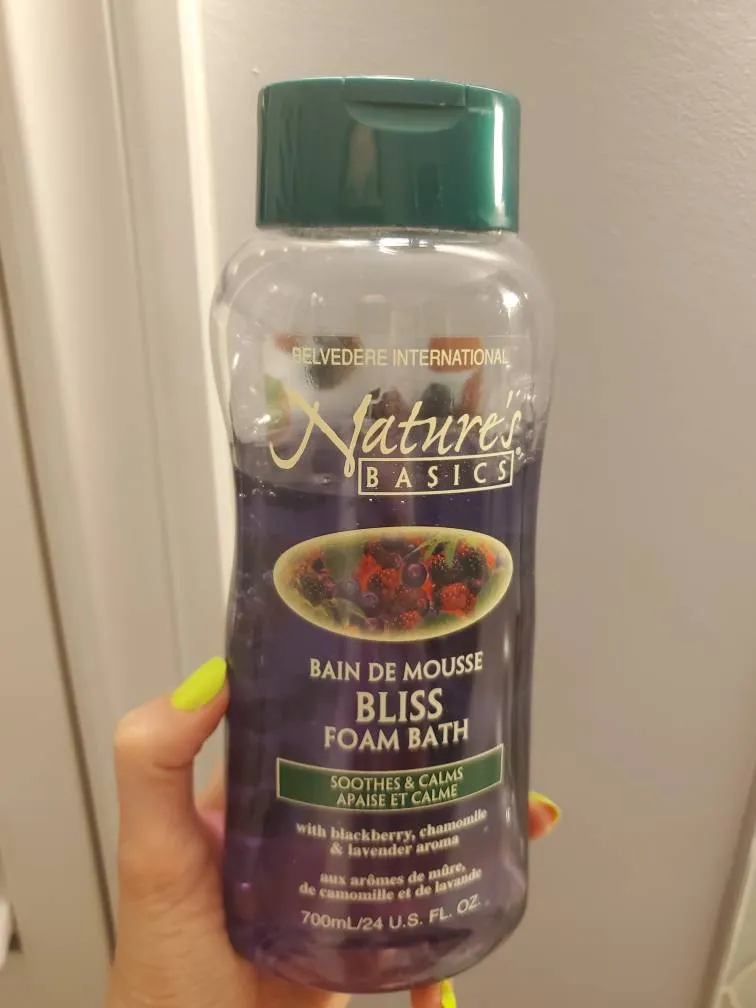 BELVEDERE INTERNATIONAL
Nature's
BASICS®
BAIN DE MOUSSE
BLISS
FOAM BATH
SOOTHES & CALMS
APAISE ET CALME
with blackberry, chamomile
& lavender aroma
aux arômes de mûre,
de camomille et de lavande
700mL/24 U.S. FL. OZ.